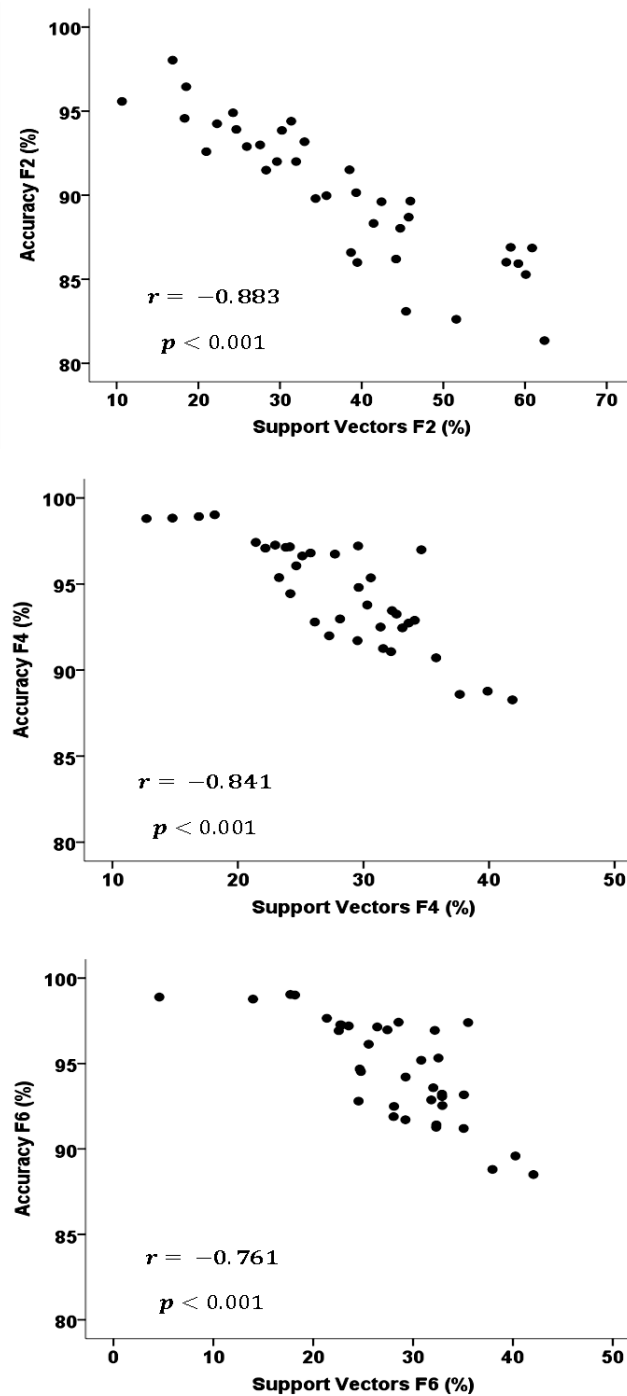 100
95
90
85
80
Accuracy F2 (%)
r = −0.883
p < 0.001
10 20 30 40 50 60 70
Support Vectors F2 (%)
100
95
90
85
80
Accuracy F4 (%)
r = −0.841
p < 0.001
10 20 30 40 50
Support Vectors F4 (%)
100
95
90
85
80
Accuracy F6 (%)
r = −0.761
p < 0.001
0 10 20 30 40 50
Support Vectors F6 (%)